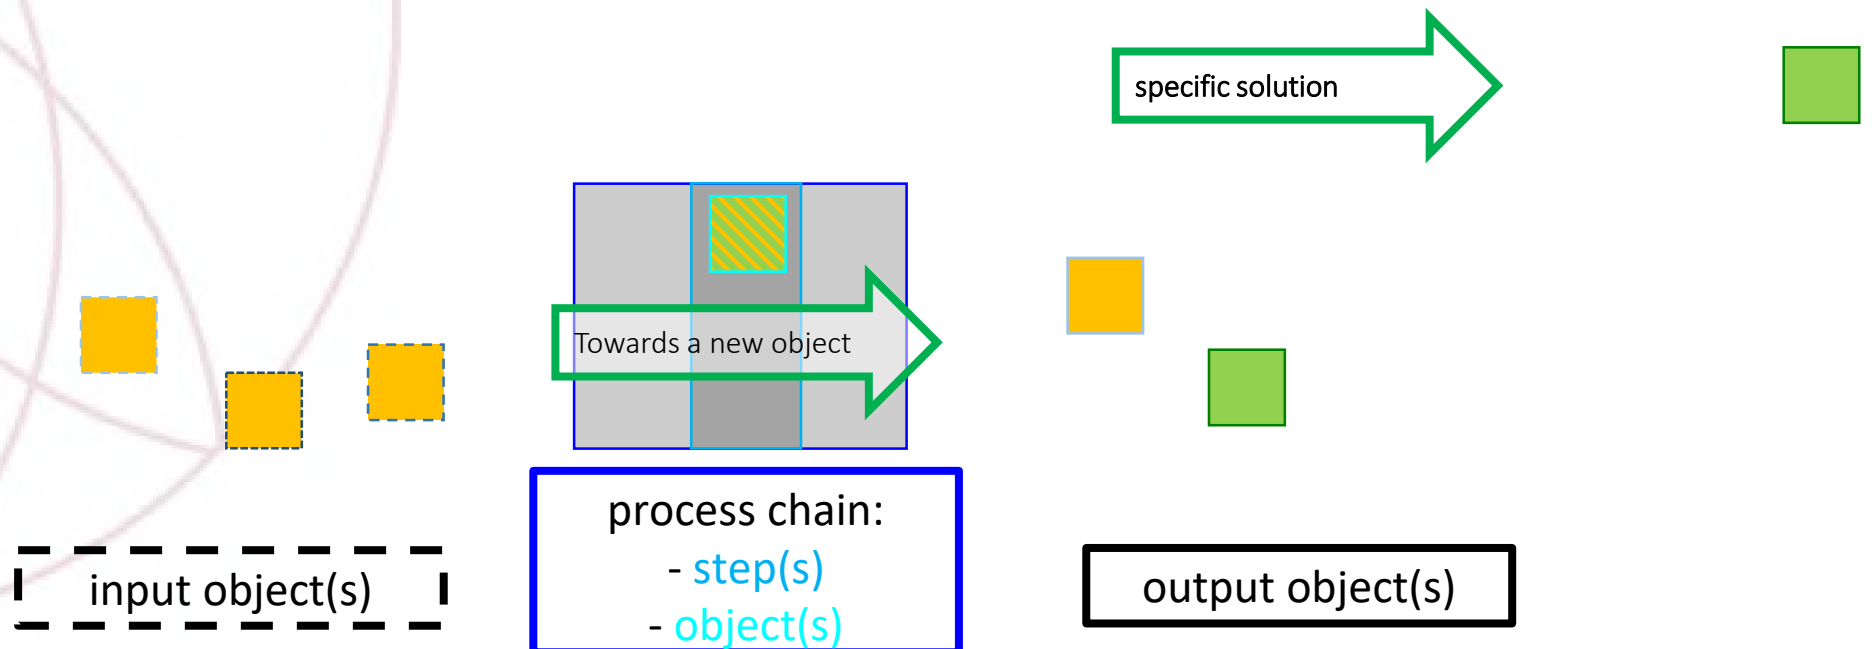 specific solution
Towards a new object
process chain:
- step(s)
- object(s)
input object(s)
output object(s)